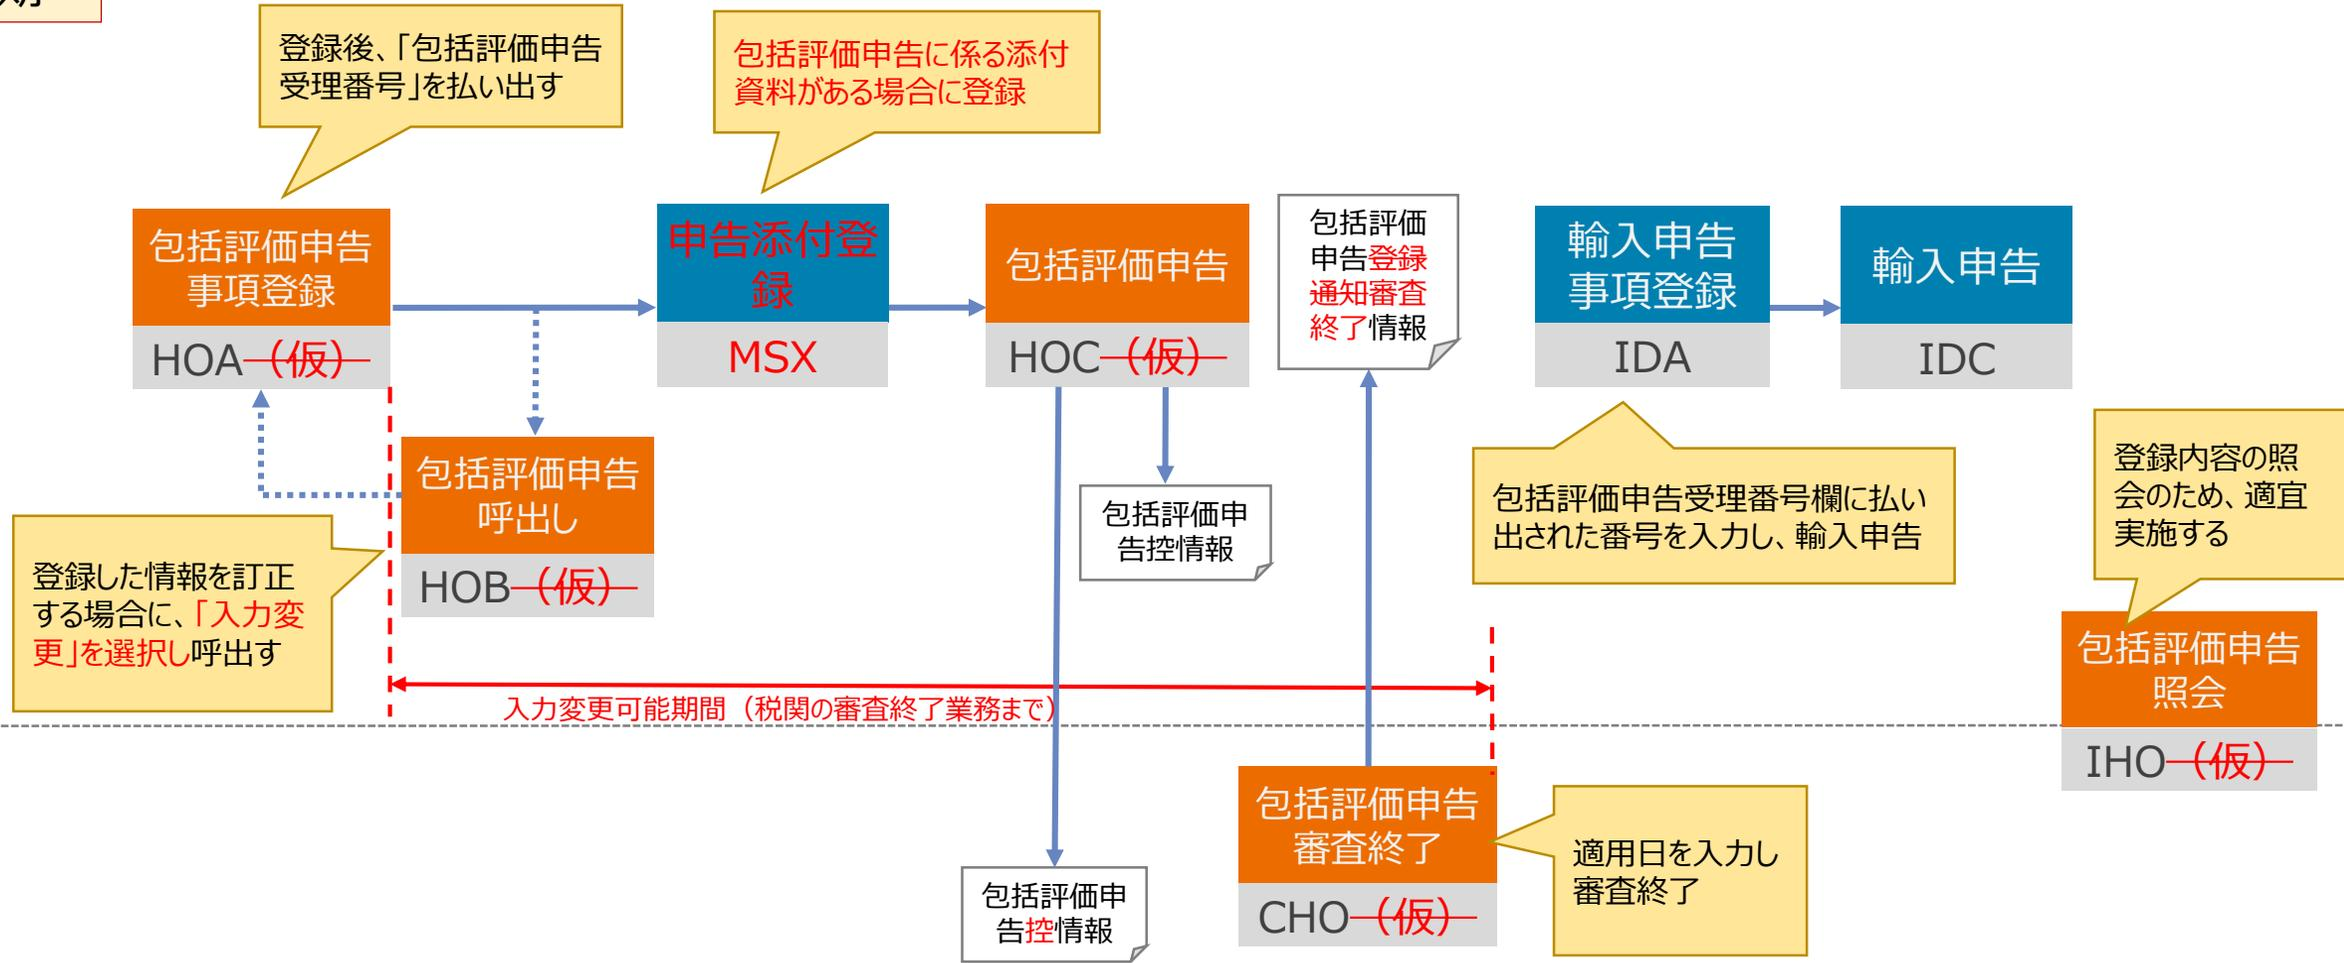 登録後、「包括評価申告
受理番号」を払い出す
包括評価申告に係る添付
資料がある場合に登録
包括評価申告
事項登録
HOA（仮）
申告添付登
録
MSX
包括評価申告
HOC（仮）
包括評価
申告登録
通知審査
終了情報
輸入申告
事項登録
IDA
輸入申告
IDC
包括評価申告
呼出し
HOB（仮）
登録した情報を訂正
する場合に、「入力変
更」を選択し呼出す
包括評価申
告控情報
包括評価申告受理番号欄に払い
出された番号を入力し、輸入申告
登録内容の照
会のため、適宜
実施する
入力変更可能期間（税関の審査終了業務まで）
包括評価申告
照会
IHO（仮）
包括評価申告
審査終了
CHO（仮）
適用日を入力し
審査終了
包括評価申
告控情報